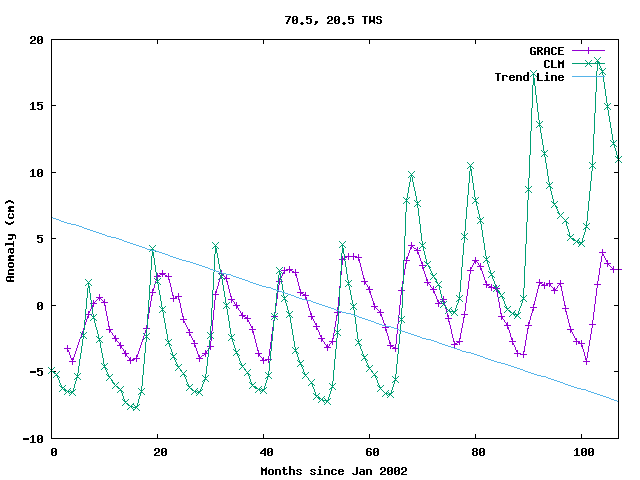 70.5, 20.5 TWS
GRACE
CLM
Trend Line
Anomaly (cm)
20
15
10
5
0
-5
-10
0 20 40 60 80 100
Months since Jan 2002